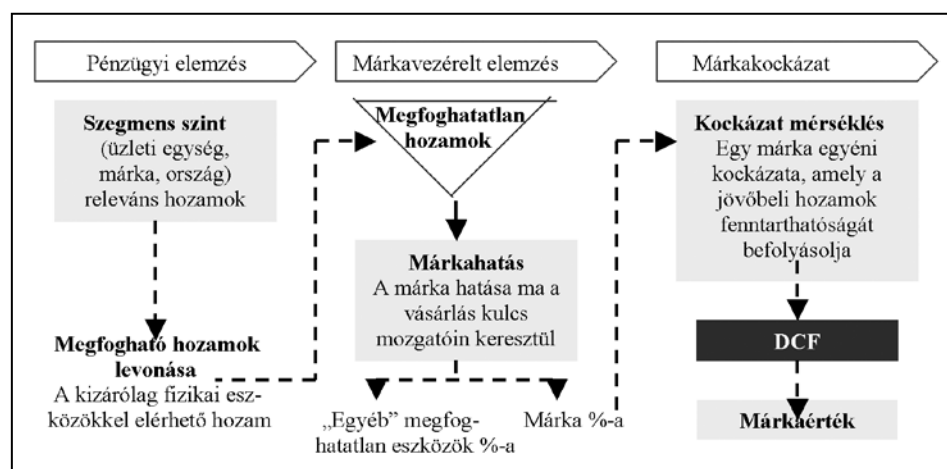 Pénzügyi elemzés
Márkavezérelt elemzés
Márkakockázat
Szegmens szint
(üzleti egység,
márka, ország)
releváns hozamok
Megfogható hozamok
levonása
A kizárólag fizikai esz-
közökkel elérhető hozam
Megfoghatatlan
hozamok
Márkahatás
A márka hatása ma a
vásárlás kulcs
mozgatóin keresztül
„Egyéb” megfog-
hatatlan eszközök %-a
Márka %-a
Kockázat mérséklés
Egy márka egyéni
kockázata, amely a
jövőbeli hozamok
fenntarthatóságát
befolyásolja
DCF
Márkaérték